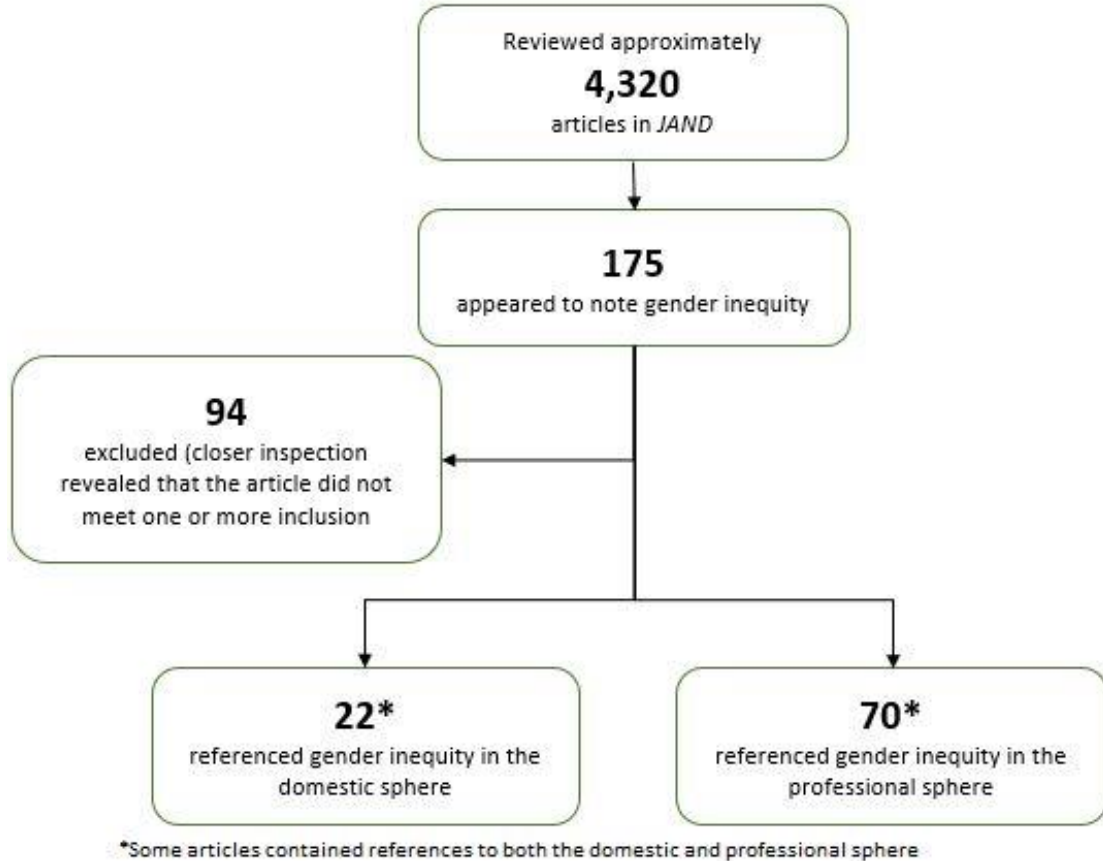 Reviewed approximately
4,320
articles in JAND
175
appeared to note gender inequity
94
excluded (closer inspection
revealed that the article did not
meet one or more inclusion
22*
referenced gender inequity in the
domestic sphere
70*
referenced gender inequity in the
professional sphere
*Some articles contained references to both the domestic and professional sphere